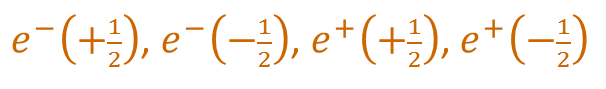 e⁻(+½), e⁻(−½), e⁺(+½), e⁺(−½)